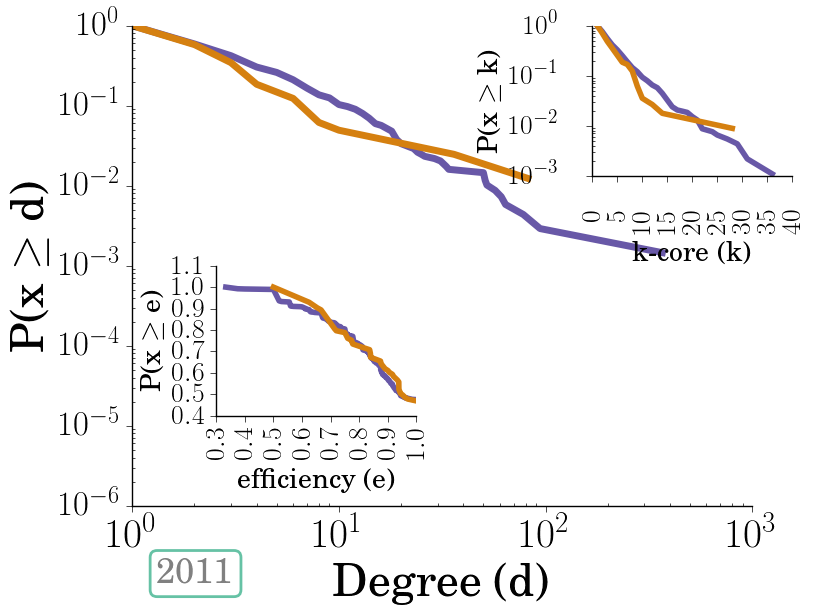 10^0
10^-1
10^-2
10^-3
10^-4
10^-5
10^-6
P(x ≥ d)
10^0 10^1 10^2 10^3
Degree (d)
2011
10^0
10^-1
10^-2
10^-3
P(x ≥ k)
0 5 10 15 20 25 30 35 40
k-core (k)
1.1
1.0
0.9
0.8
0.7
0.6
0.5
0.4
P(x ≥ e)
0.3 0.4 0.5 0.6 0.7 0.8 0.9 1.0
efficiency (e)